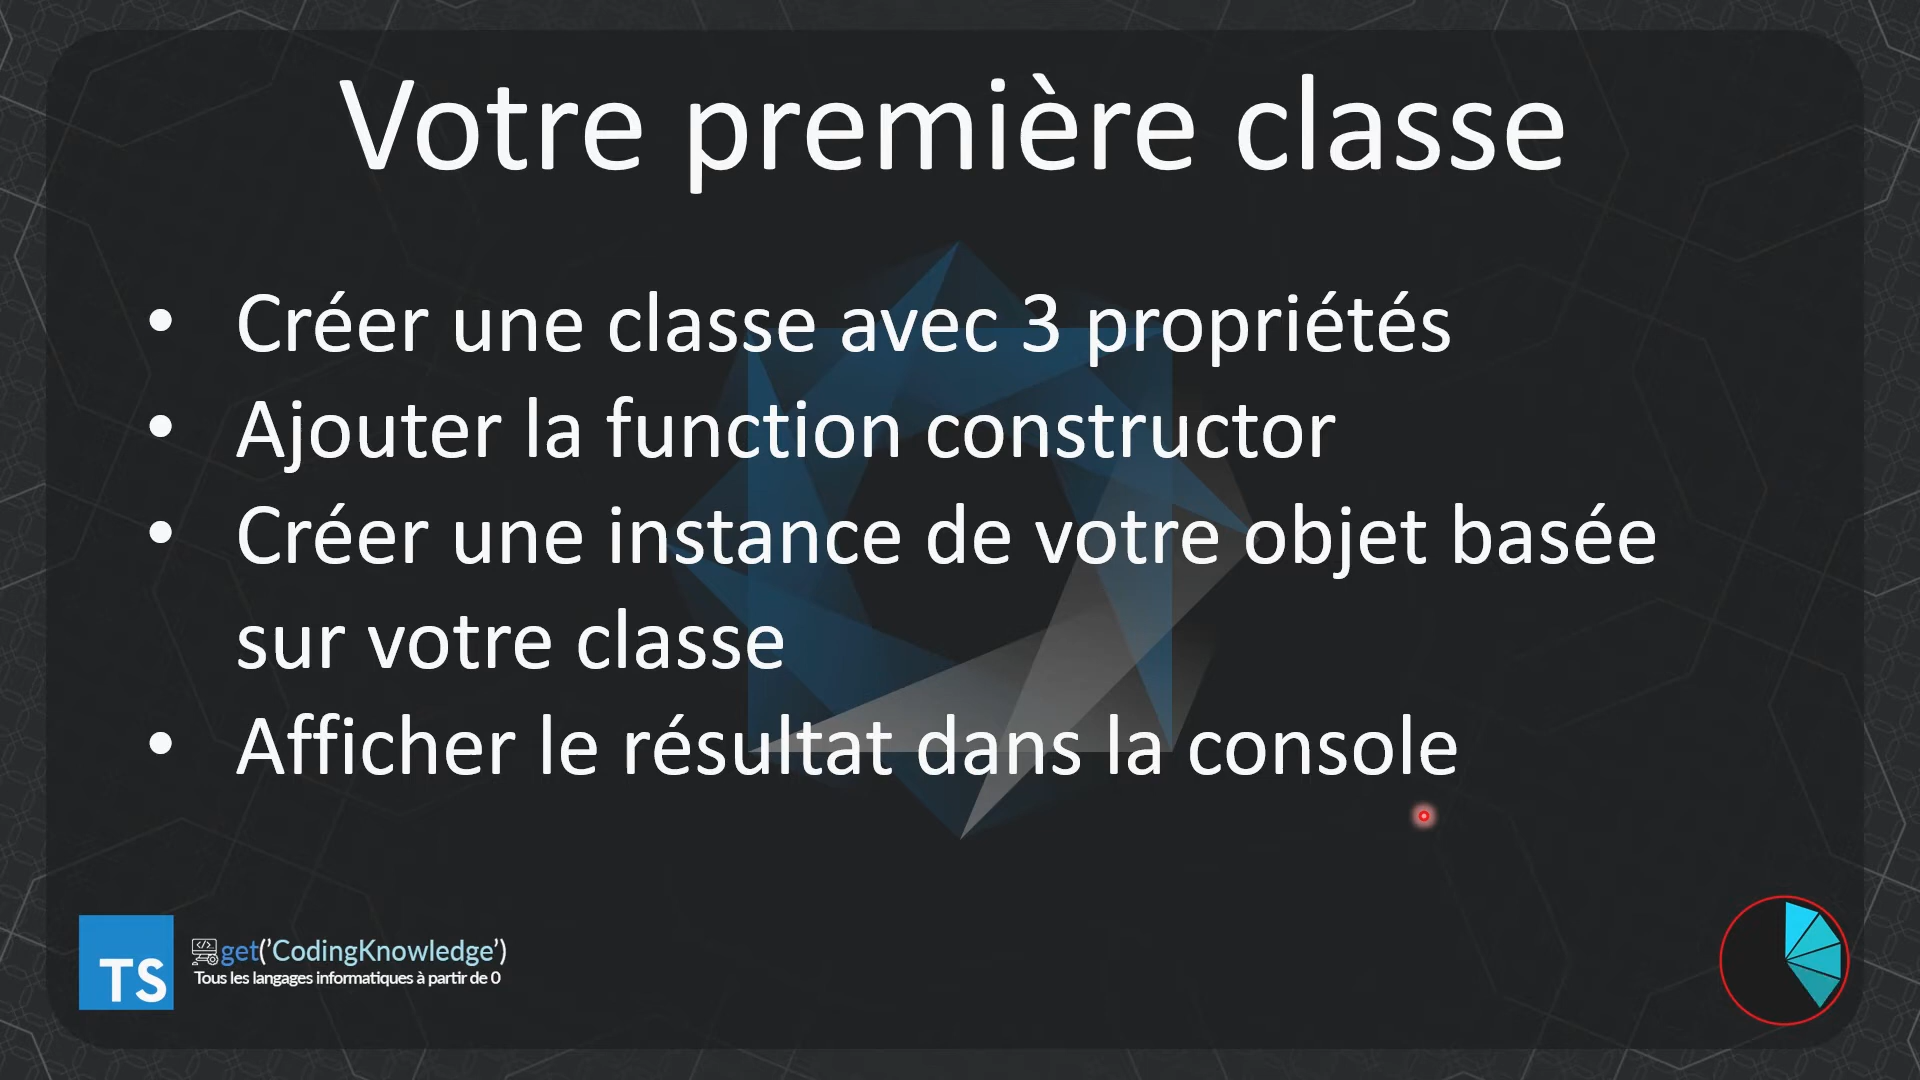 Votre première classe
• Créer une classe avec 3 propriétés
• Ajouter la function constructor
• Créer une instance de votre objet basée
sur votre classe
• Afficher le résultat dans la console
TS
get('CodingKnowledge')
Tous les langages informatiques à partir de 0